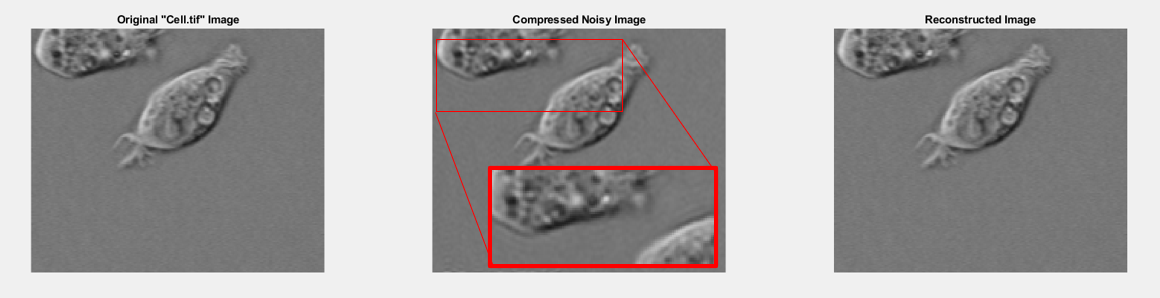 Original "Cell.tif" Image
Compressed Noisy Image
Reconstructed Image